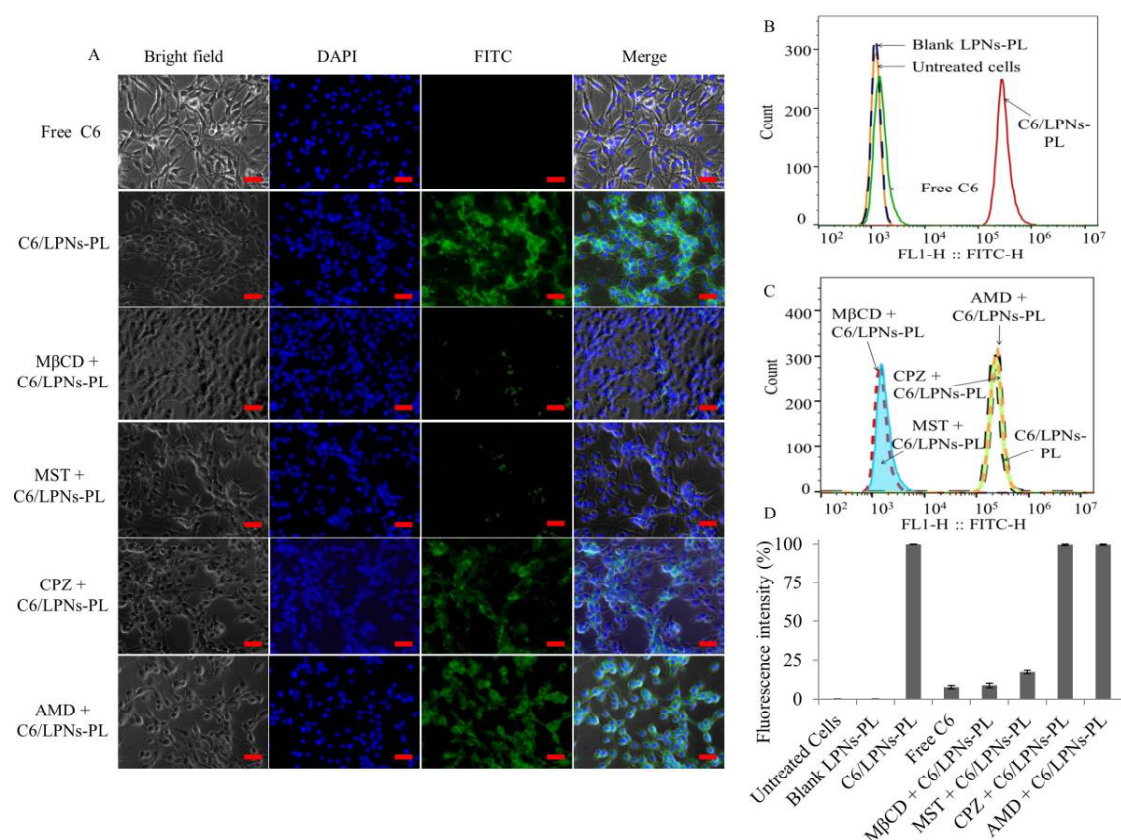 A
Bright field DAPI FITC Merge
Free C6
C6/LPNs-PL
MβCD +
C6/LPNs-PL
MST +
C6/LPNs-PL
CPZ +
C6/LPNs-PL
AMD +
C6/LPNs-PL
B
300
200
100
0
Count
Blank LPNs-PL
Untreated cells
C6/LPNs-
PL
Free C6
10² 10³ 10⁴ 10⁵ 10⁶ 10⁷
FL1-H :: FITC-H
C
400
300
200
100
0
Count
AMD +
C6/LPNs-PL
MβCD +
C6/LPNs-PL
CPZ +
C6/LPNs-PL
MST +
C6/LPNs-PL
C6/LPNs-
PL
10² 10³ 10⁴ 10⁵ 10⁶ 10⁷
FL1-H :: FITC-H
D
100
75
50
25
0
Fluorescence intensity (%)
Untreated Cells
Blank LPNs-PL
C6/LPNs-PL
Free C6
MβCD + C6/LPNs-PL
MST + C6/LPNs-PL
CPZ + C6/LPNs-PL
AMD + C6/LPNs-PL